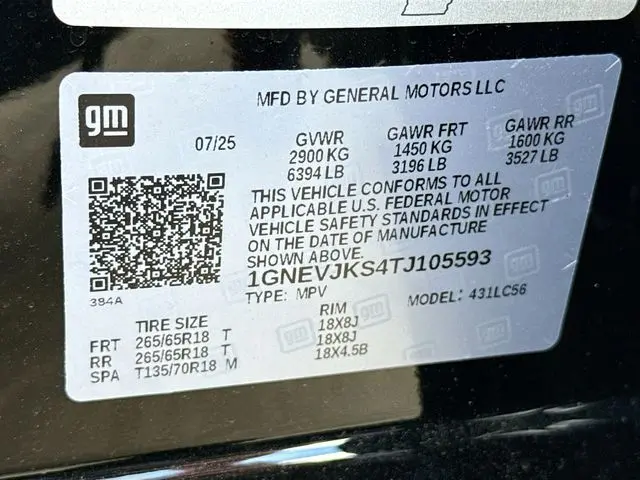 gm
MFD BY GENERAL MOTORS LLC
07/25 GVWR GAWR FRT GAWR RR
2900 KG 1450 KG 1600 KG
6394 LB 3196 LB 3527 LB
THIS VEHICLE CONFORMS TO ALL
APPLICABLE U.S. FEDERAL MOTOR
VEHICLE SAFETY STANDARDS IN EFFECT
ON THE DATE OF MANUFACTURE
SHOWN ABOVE.
384A
1GNEVJKS4TJ105593
TYPE: MPV MODEL: 431LC56
TIRE SIZE RIM
FRT 265/65R18 T 18X8J
RR 265/65R18 T 18X8J
SPA T135/70R18 M 18X4.5B